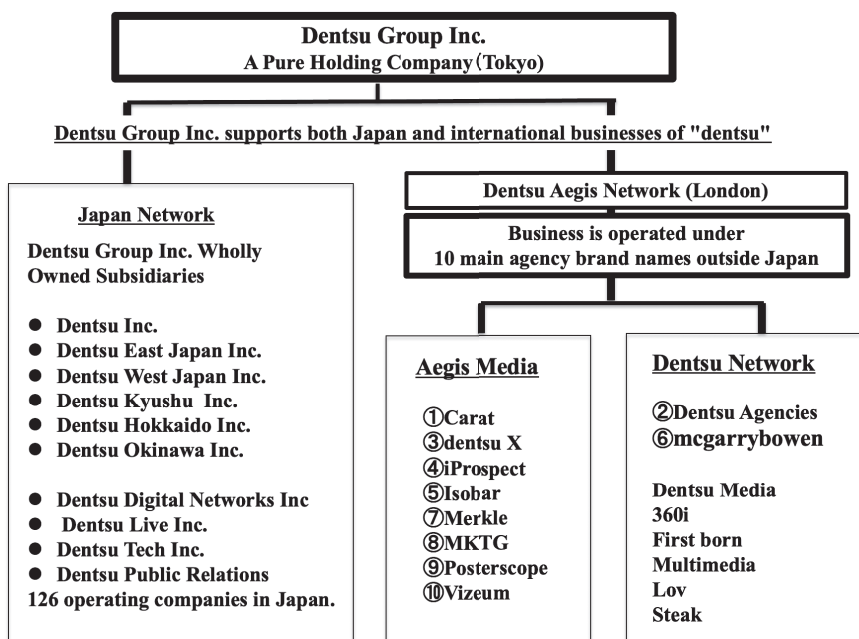 Dentsu Group Inc.
A Pure Holding Company(Tokyo)
Dentsu Group Inc. supports both Japan and international businesses of "dentsu"
Japan Network
Dentsu Group Inc. Wholly
Owned Subsidiaries
● Dentsu Inc.
● Dentsu East Japan Inc.
● Dentsu West Japan Inc.
● Dentsu Kyushu Inc.
● Dentsu Hokkaido Inc.
● Dentsu Okinawa Inc.
● Dentsu Digital Networks Inc
● Dentsu Live Inc.
● Dentsu Tech Inc.
● Dentsu Public Relations
126 operating companies in Japan.
Dentsu Aegis Network (London)
Business is operated under
10 main agency brand names outside Japan
Aegis Media
①Carat
③dentsu X
④iProspect
⑤Isobar
⑦Merkle
⑧MKTG
⑨Posterscope
⑩Vizeum
Dentsu Network
②Dentsu Agencies
⑥mcgarrybowen
Dentsu Media
360i
First born
Multimedia
Lov
Steak